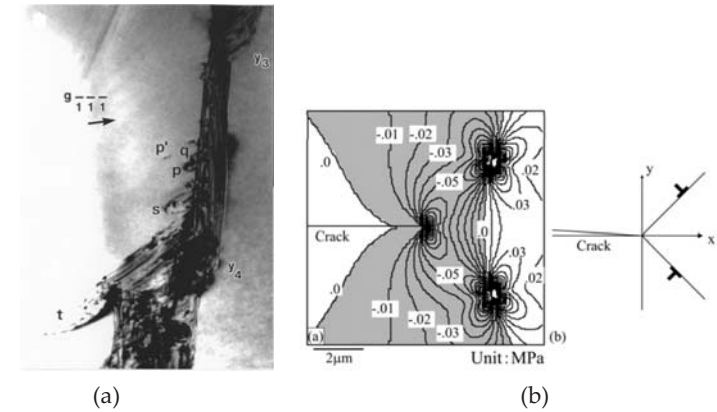 y3
g
1 1 1
p'
q
p
s
y4
t
-.01
-.02
-.03
-.05
.0
.02
.03
.0
Crack
.0
-.05
-.03
-.02
-.01
.03
.02
(a)
(b)
2μm
Unit : MPa
y
x
Crack
(a)
(b)